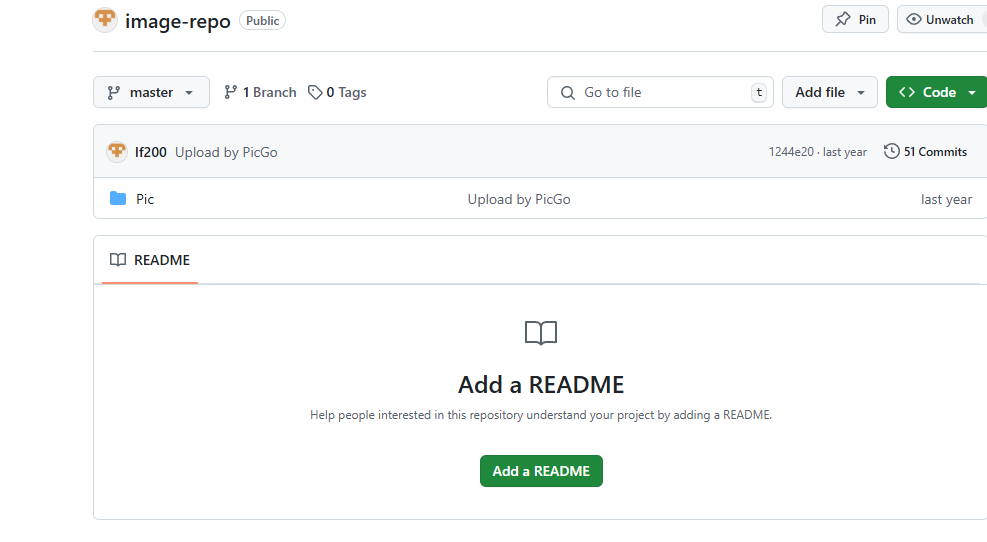 image-repo Public Pin Unwatch
master 1 Branch 0 Tags Go to file t Add file Code
lf200 Upload by PicGo 1244e20 · last year 51 Commits
Pic Upload by PicGo last year
README
Add a README
Help people interested in this repository understand your project by adding a README.
Add a README